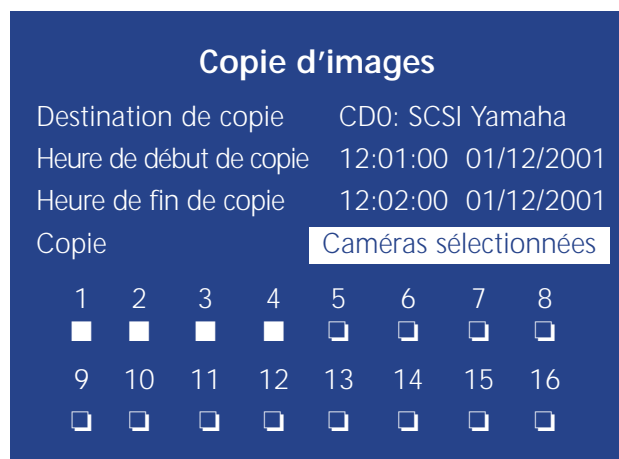 Copie d'images
Destination de copie CD0: SCSI Yamaha
Heure de début de copie 12:01:00 01/12/2001
Heure de fin de copie 12:02:00 01/12/2001
Copie Caméras sélectionnées
1 2 3 4 5 6 7 8
9 10 11 12 13 14 15 16